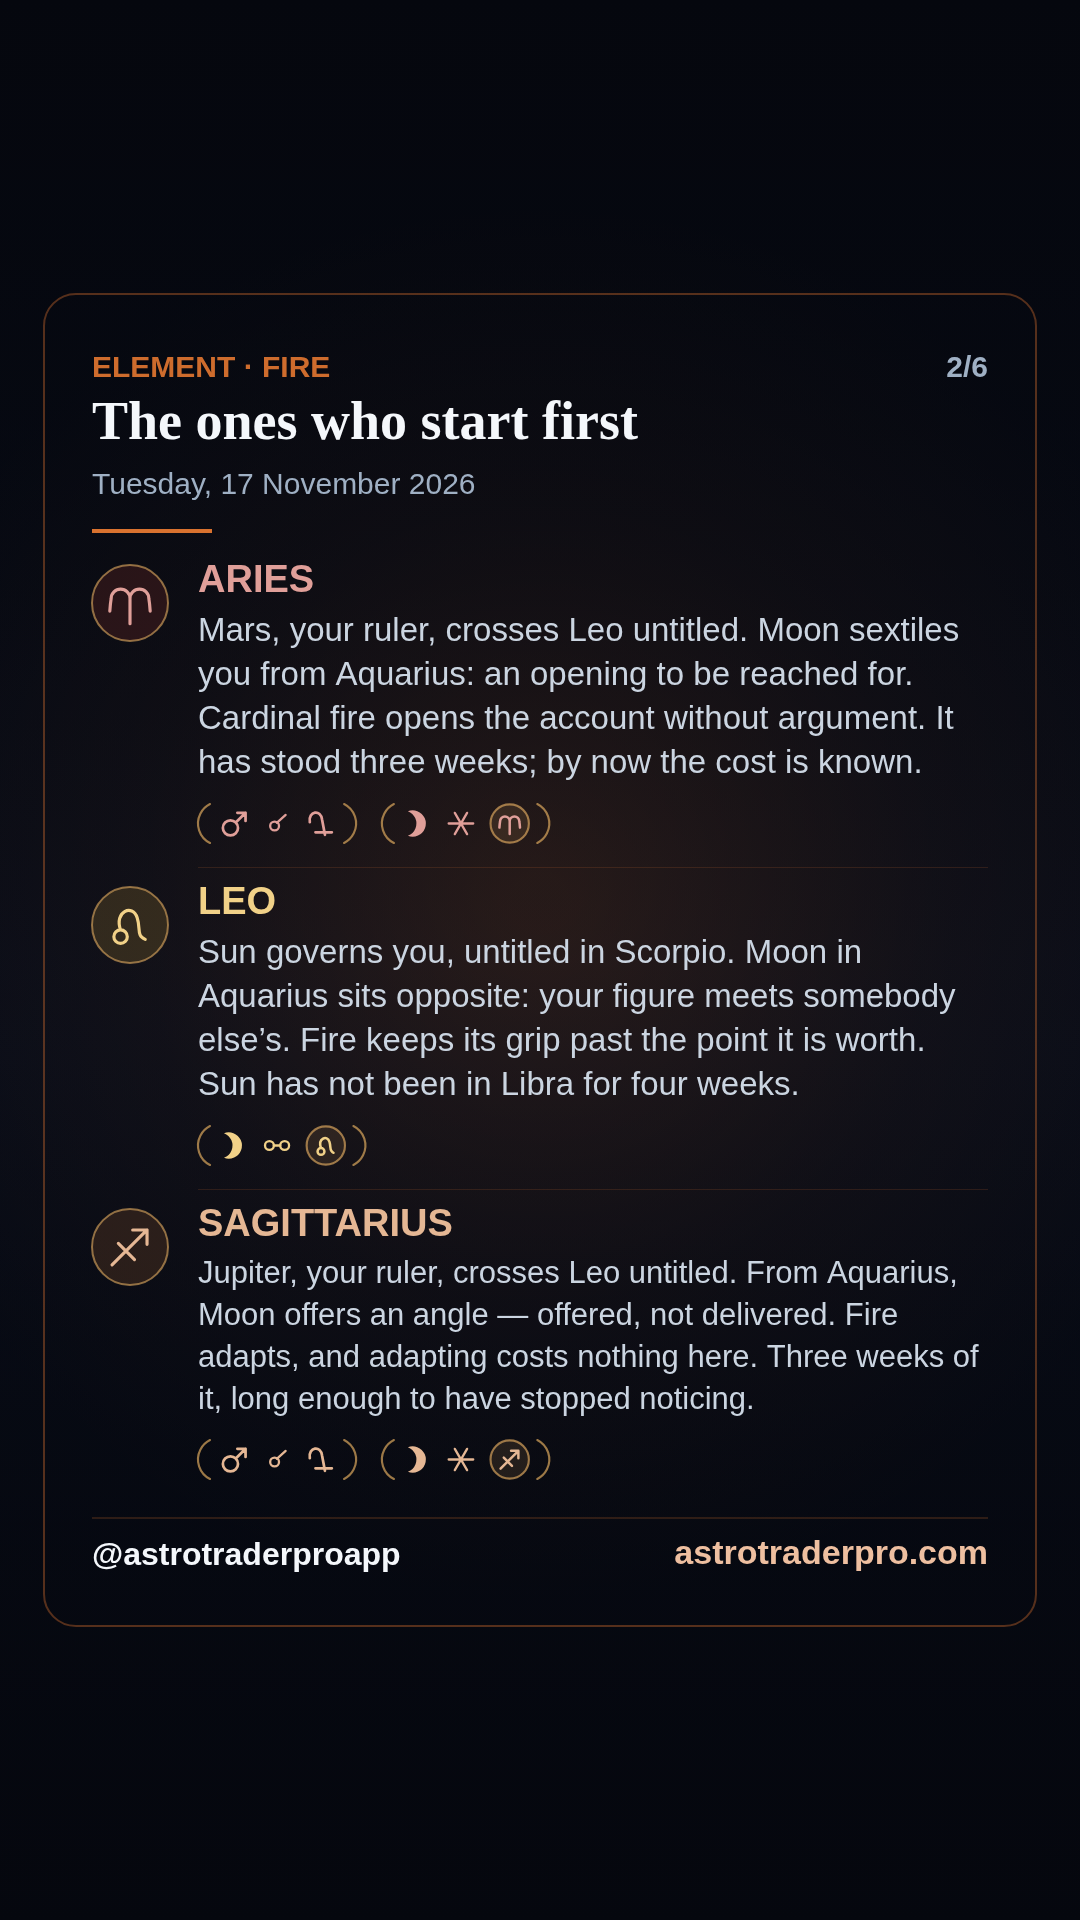 ELEMENT · FIRE
2/6
The ones who start first
Tuesday, 17 November 2026
ARIES
Mars, your ruler, crosses Leo untitled. Moon sextiles
you from Aquarius: an opening to be reached for.
Cardinal fire opens the account without argument. It
has stood three weeks; by now the cost is known.
LEO
Sun governs you, untitled in Scorpio. Moon in
Aquarius sits opposite: your figure meets somebody
else’s. Fire keeps its grip past the point it is worth.
Sun has not been in Libra for four weeks.
SAGITTARIUS
Jupiter, your ruler, crosses Leo untitled. From Aquarius,
Moon offers an angle — offered, not delivered. Fire
adapts, and adapting costs nothing here. Three weeks of
it, long enough to have stopped noticing.
@astrotraderproapp
astrotraderpro.com